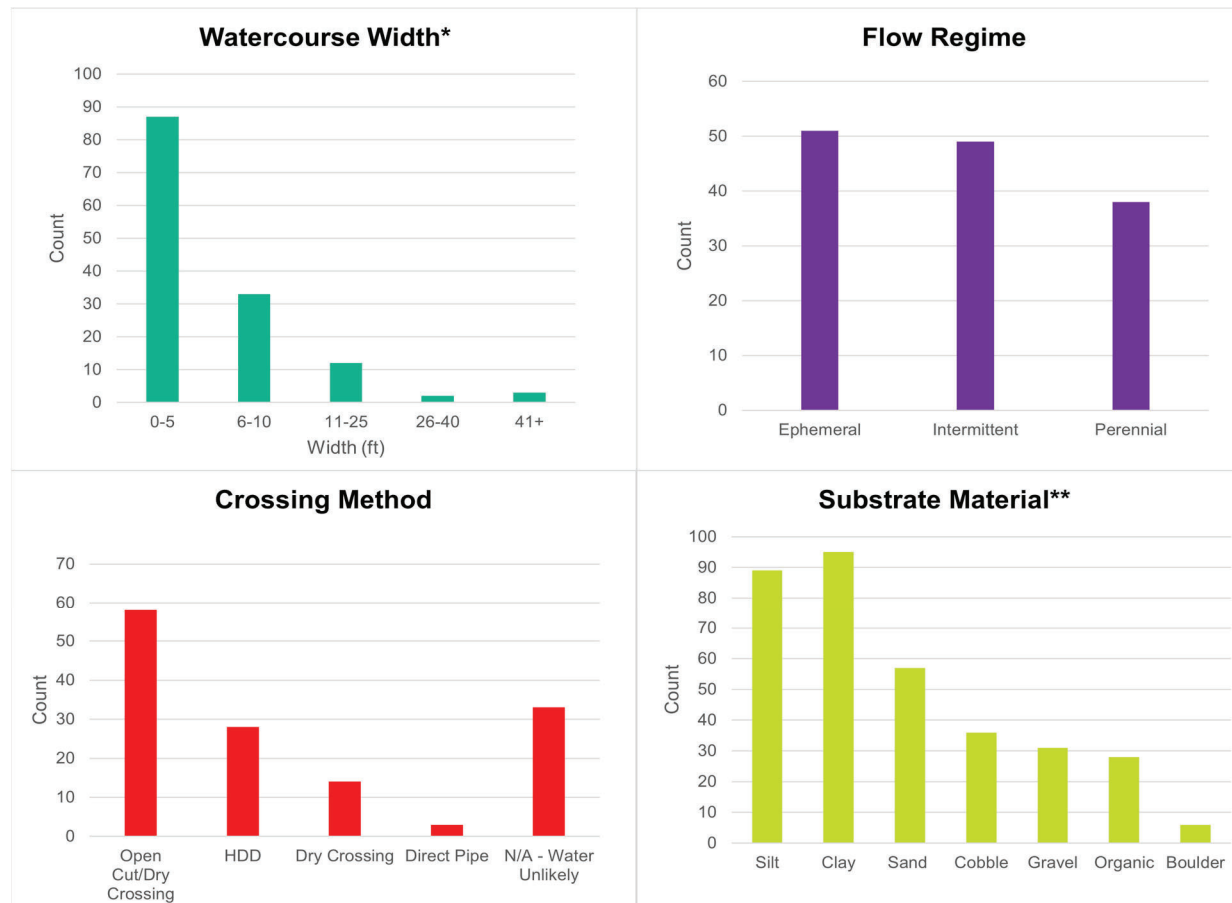 Watercourse Width*
100
90
80
70
60
50
40
30
20
10
0
Count
0-5 6-10 11-25 26-40 41+
Width (ft)
Flow Regime
60
50
40
30
20
10
0
Count
Ephemeral Intermittent Perennial
Crossing Method
70
60
50
40
30
20
10
0
Count
Open HDD Dry Crossing Direct Pipe N/A - Water
Cut/Dry Unlikely
Crossing
Substrate Material**
100
90
80
70
60
50
40
30
20
10
0
Count
Silt Clay Sand Cobble Gravel Organic Boulder